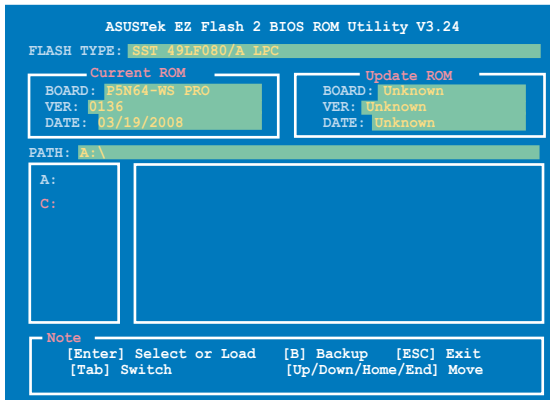 ASUSTek EZ Flash 2 BIOS ROM Utility V3.24
FLASH TYPE: SST 49LF080/A LPC
Current ROM
BOARD: P5N64-WS PRO
VER: 0136
DATE: 03/19/2008
Update ROM
BOARD: Unknown
VER: Unknown
DATE: Unknown
PATH: A:\
A:
C:
Note
[Enter] Select or Load [B] Backup [ESC] Exit
[Tab] Switch [Up/Down/Home/End] Move